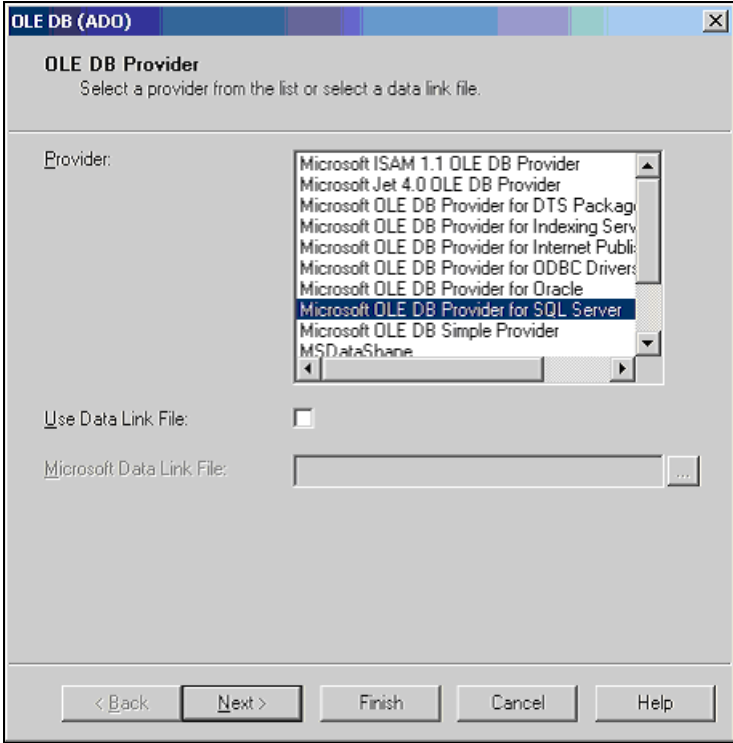 OLE DB (ADO)
OLE DB Provider
Select a provider from the list or select a data link file.
Provider:
Microsoft ISAM 1.1 OLE DB Provider
Microsoft Jet 4.0 OLE DB Provider
Microsoft OLE DB Provider for DTS Packag
Microsoft OLE DB Provider for Indexing Serv
Microsoft OLE DB Provider for Internet Publi
Microsoft OLE DB Provider for ODBC Drivers
Microsoft OLE DB Provider for Oracle
Microsoft OLE DB Provider for SQL Server
Microsoft OLE DB Simple Provider
MSDataShape
Use Data Link File:
Microsoft Data Link File:
...
< Back Next > Finish Cancel Help